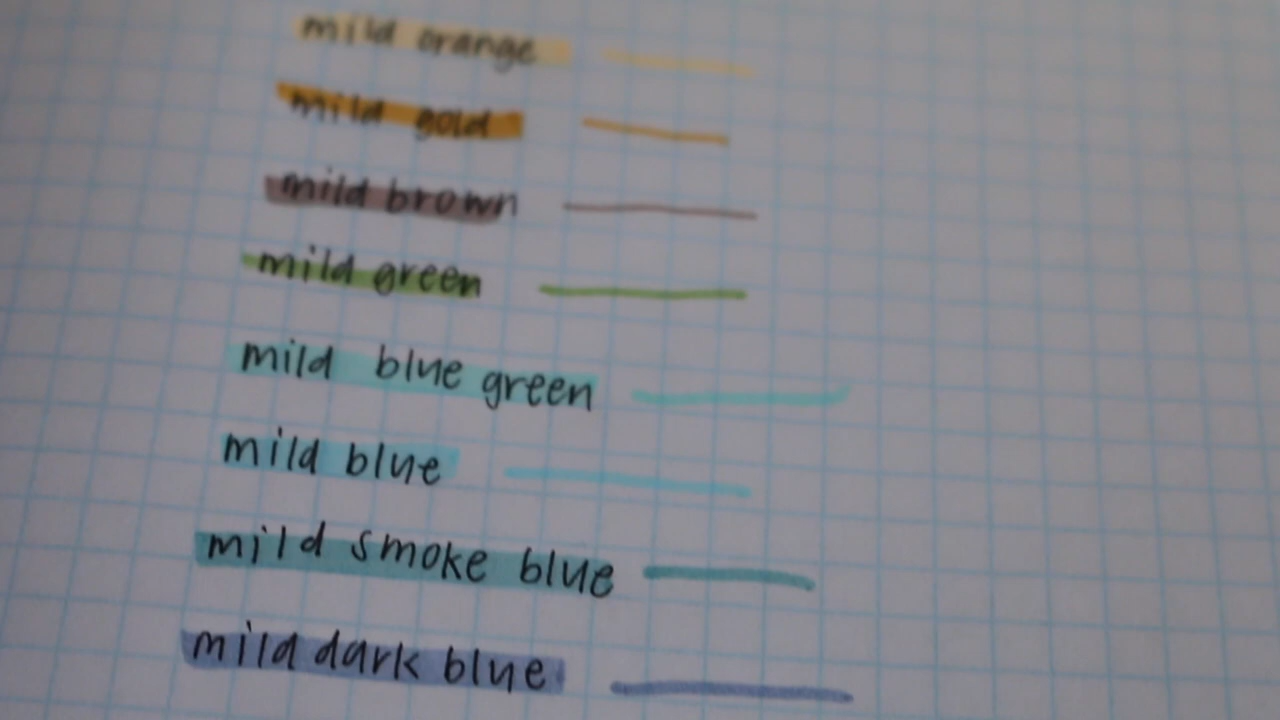 mild orange
mild gold
mild brown
mild green
mild blue green
mild blue
mild smoke blue
mild dark blue